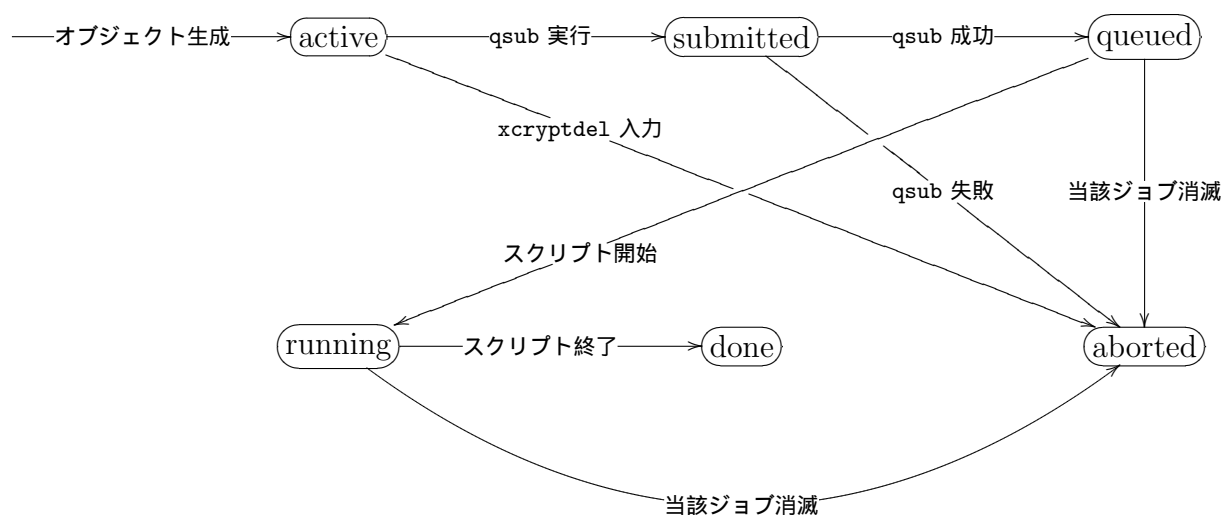 オブジェクト生成 active qsub 実行 submitted qsub 成功 queued
xcryptdel 入力
qsub 失敗 当該ジョブ消滅
スクリプト開始
running スクリプト終了 done aborted
当該ジョブ消滅